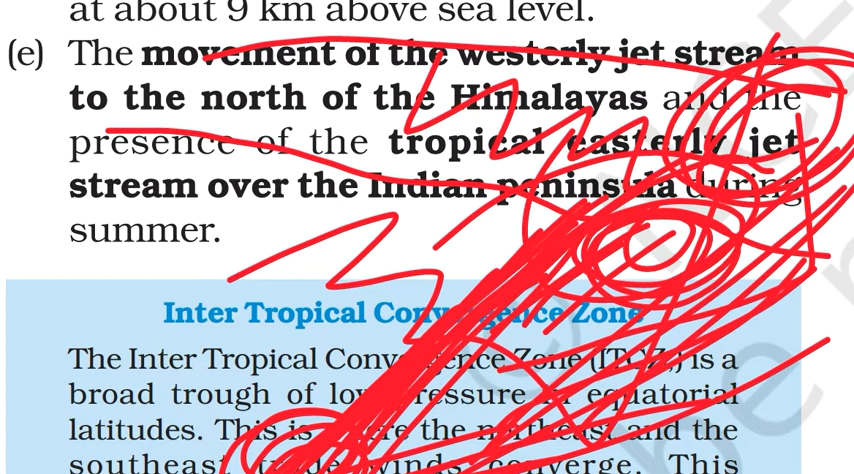 at about 9 km above sea level.
(e) The movement of the westerly jet stream
to the north of the Himalayas and the
presence of the tropical easterly jet
stream over the Indian peninsula during
summer.
Inter Tropical Convergence Zone
The Inter Tropical Convergence Zone (ITCZ,) is a
broad trough of low pressure in equatorial
latitudes. This is where the northeast and the
southeast trade winds converge. This